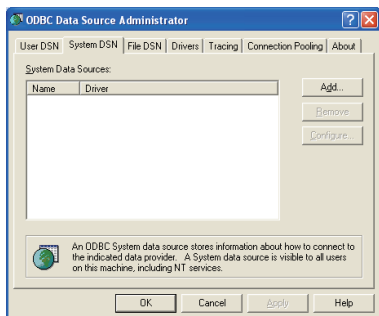 ODBC Data Source Administrator
User DSN System DSN File DSN Drivers Tracing Connection Pooling About
System Data Sources:
Name Driver
Add...
Remove
Configure...
An ODBC System data source stores information about how to connect to
the indicated data provider. A System data source is visible to all users
on this machine, including NT services.
OK Cancel Apply Help